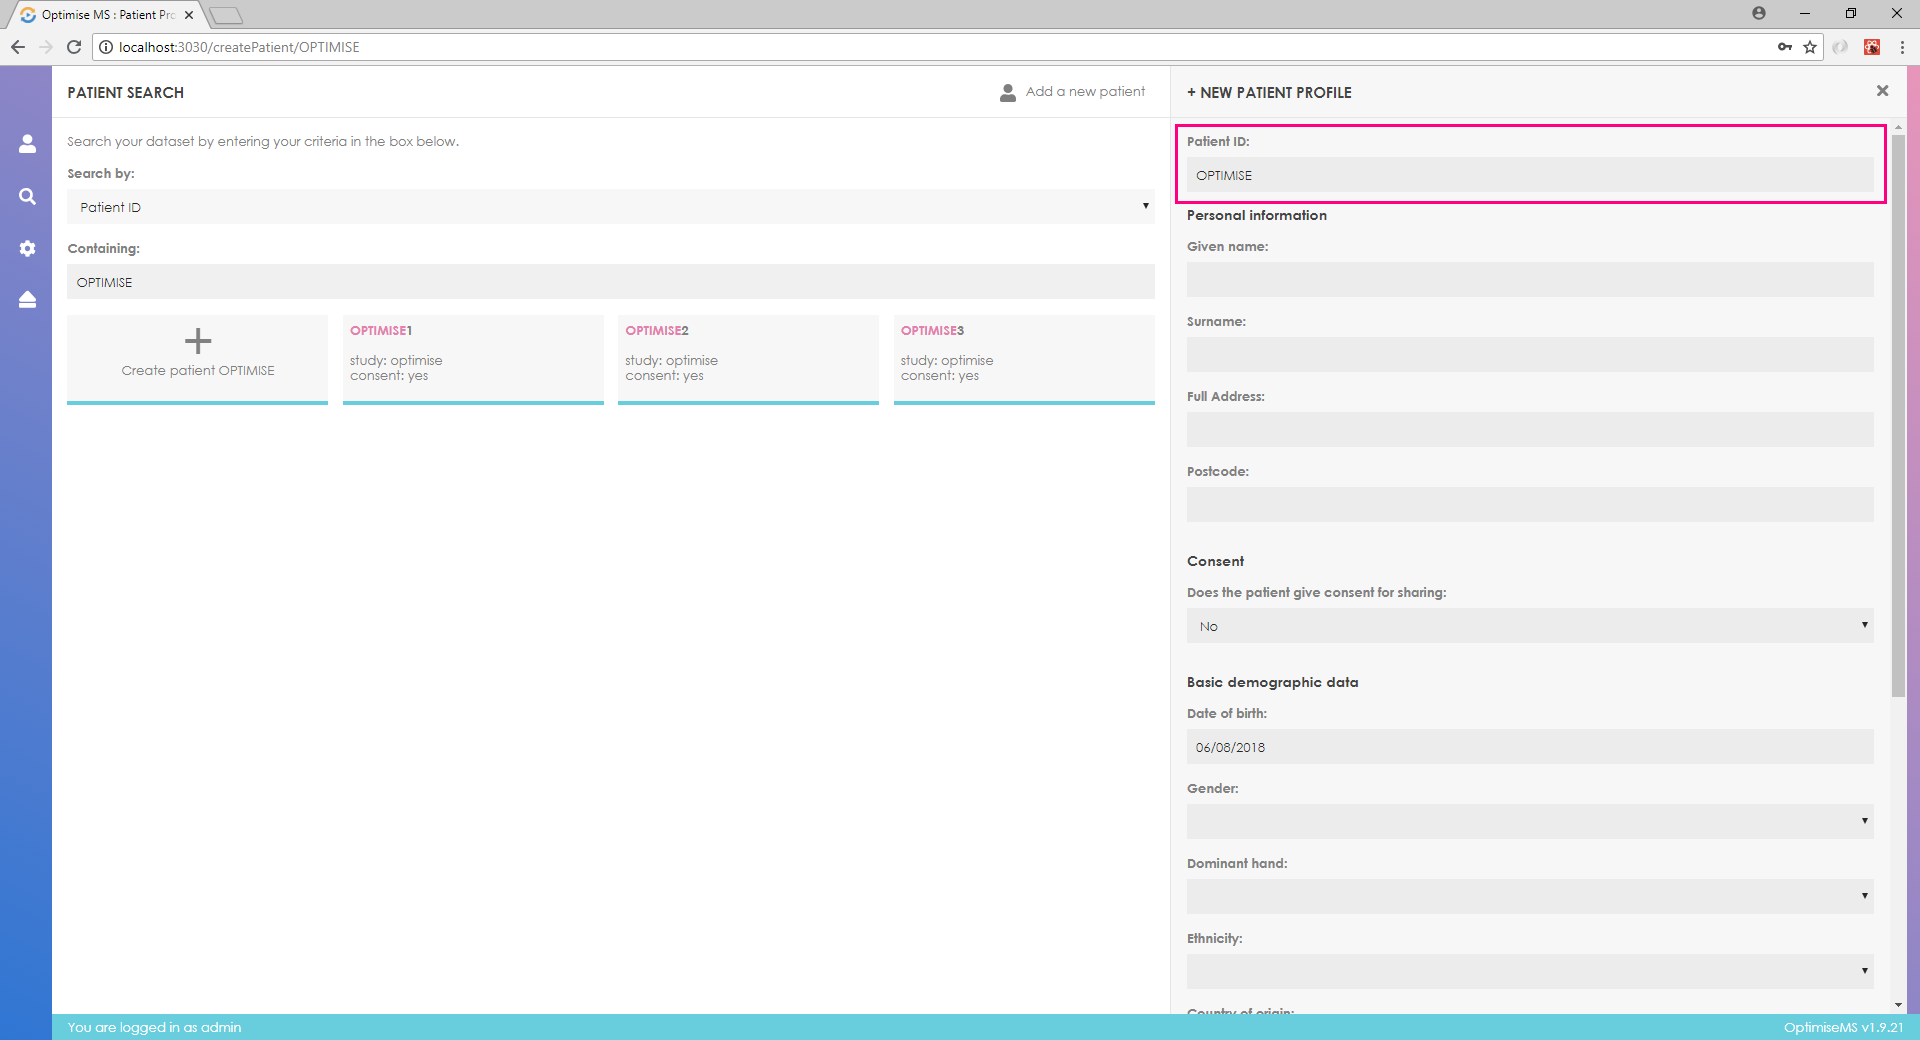 Optimise MS : Patient Pro
localhost:3030/createPatient/OPTIMISE
PATIENT SEARCH
Add a new patient
Search your dataset by entering your criteria in the box below.
Search by:
Patient ID
Containing:
OPTIMISE
Create patient OPTIMISE
OPTIMISE1
study: optimise
consent: yes
OPTIMISE2
study: optimise
consent: yes
OPTIMISE3
study: optimise
consent: yes
+ NEW PATIENT PROFILE
Patient ID:
OPTIMISE
Personal information
Given name:
Surname:
Full Address:
Postcode:
Consent
Does the patient give consent for sharing:
No
Basic demographic data
Date of birth:
06/08/2018
Gender:
Dominant hand:
Ethnicity:
Country of origin:
You are logged in as admin
OptimiseMS v1.9.21